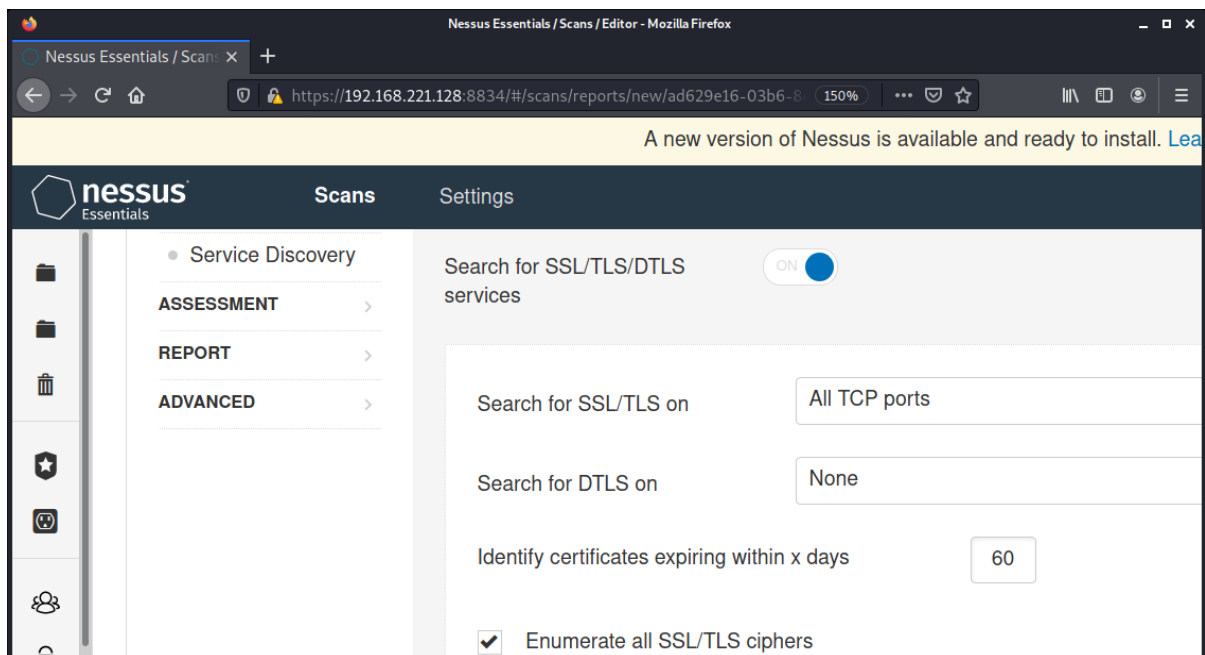 Nessus Essentials / Scans / Editor - Mozilla Firefox
Nessus Essentials / Scans
https://192.168.221.128:8834/#/scans/reports/new/ad629e16-03b6-8 150%
A new version of Nessus is available and ready to install. Lea
nessus
Essentials
Scans
Settings
Service Discovery
ASSESSMENT
REPORT
ADVANCED
Search for SSL/TLS/DTLS
services
ON
Search for SSL/TLS on
All TCP ports
Search for DTLS on
None
Identify certificates expiring within x days
60
Enumerate all SSL/TLS ciphers